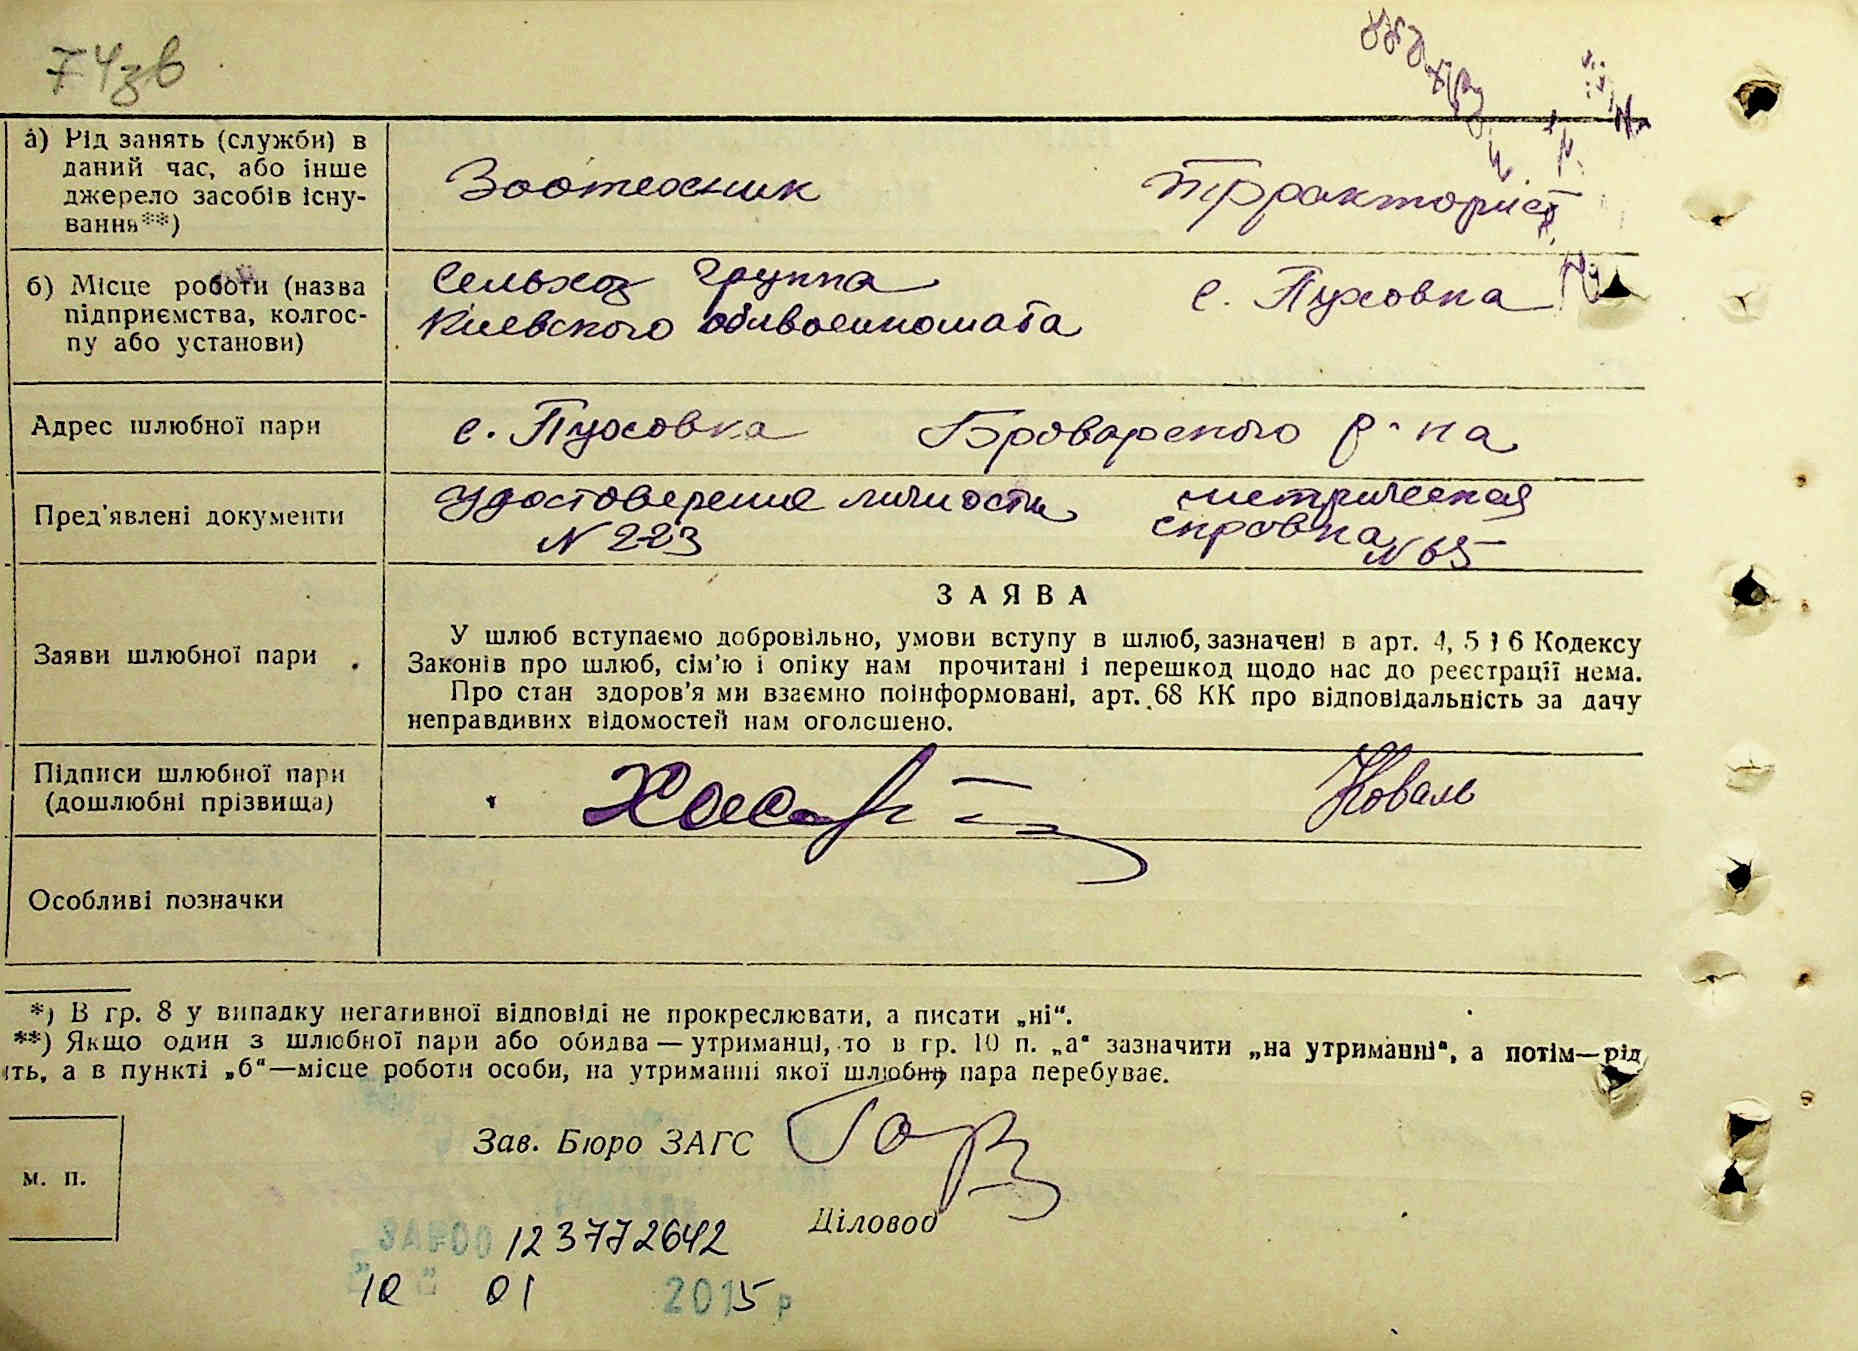 74зв
а) Рід занять (служби) в
даний час, або інше
джерело засобів існу-
вання**)
Зоотехник
Трракторист
б) Місце роботи (назва
підприємства, колгос-
пу або установи)
Сельхоз группа
Киевского облвоенкомата
с. Пуховка
Адрес шлюбної пари
с. Пуховка Броварского р-на
Пред'явлені документи
удостоверение личности
N 223
метрическая
справка N 65
Заяви шлюбної пари
ЗАЯВА
У шлюб вступаємо добровільно, умови вступу в шлюб, зазначені в арт. 4, 5 і 6 Кодексу
Законів про шлюб, сім'ю і опіку нам прочитані і перешкод щодо нас до реєстрації нема.
Про стан здоров'я ми взаємно поінформовані, арт. 68 КК про відповідальність за дачу
неправдивих відомостей нам оголошено.
Підписи шлюбної пари
(дошлюбні прізвища)
Коваль
Особливі позначки
*) В гр. 8 у випадку негативної відповіді не прокреслювати, а писати „ні“.
**) Якщо один з шлюбної пари або обидва — утриманці, то в гр. 10 п. „а“ зазначити „на утриманні“, а потім—рід
ить, а в пункті „б“—місце роботи особи, на утриманні якої шлюбна пара перебуває.
Зав. Бюро ЗАГС
м. п.
Діловод
123772642
10 01 2015 р